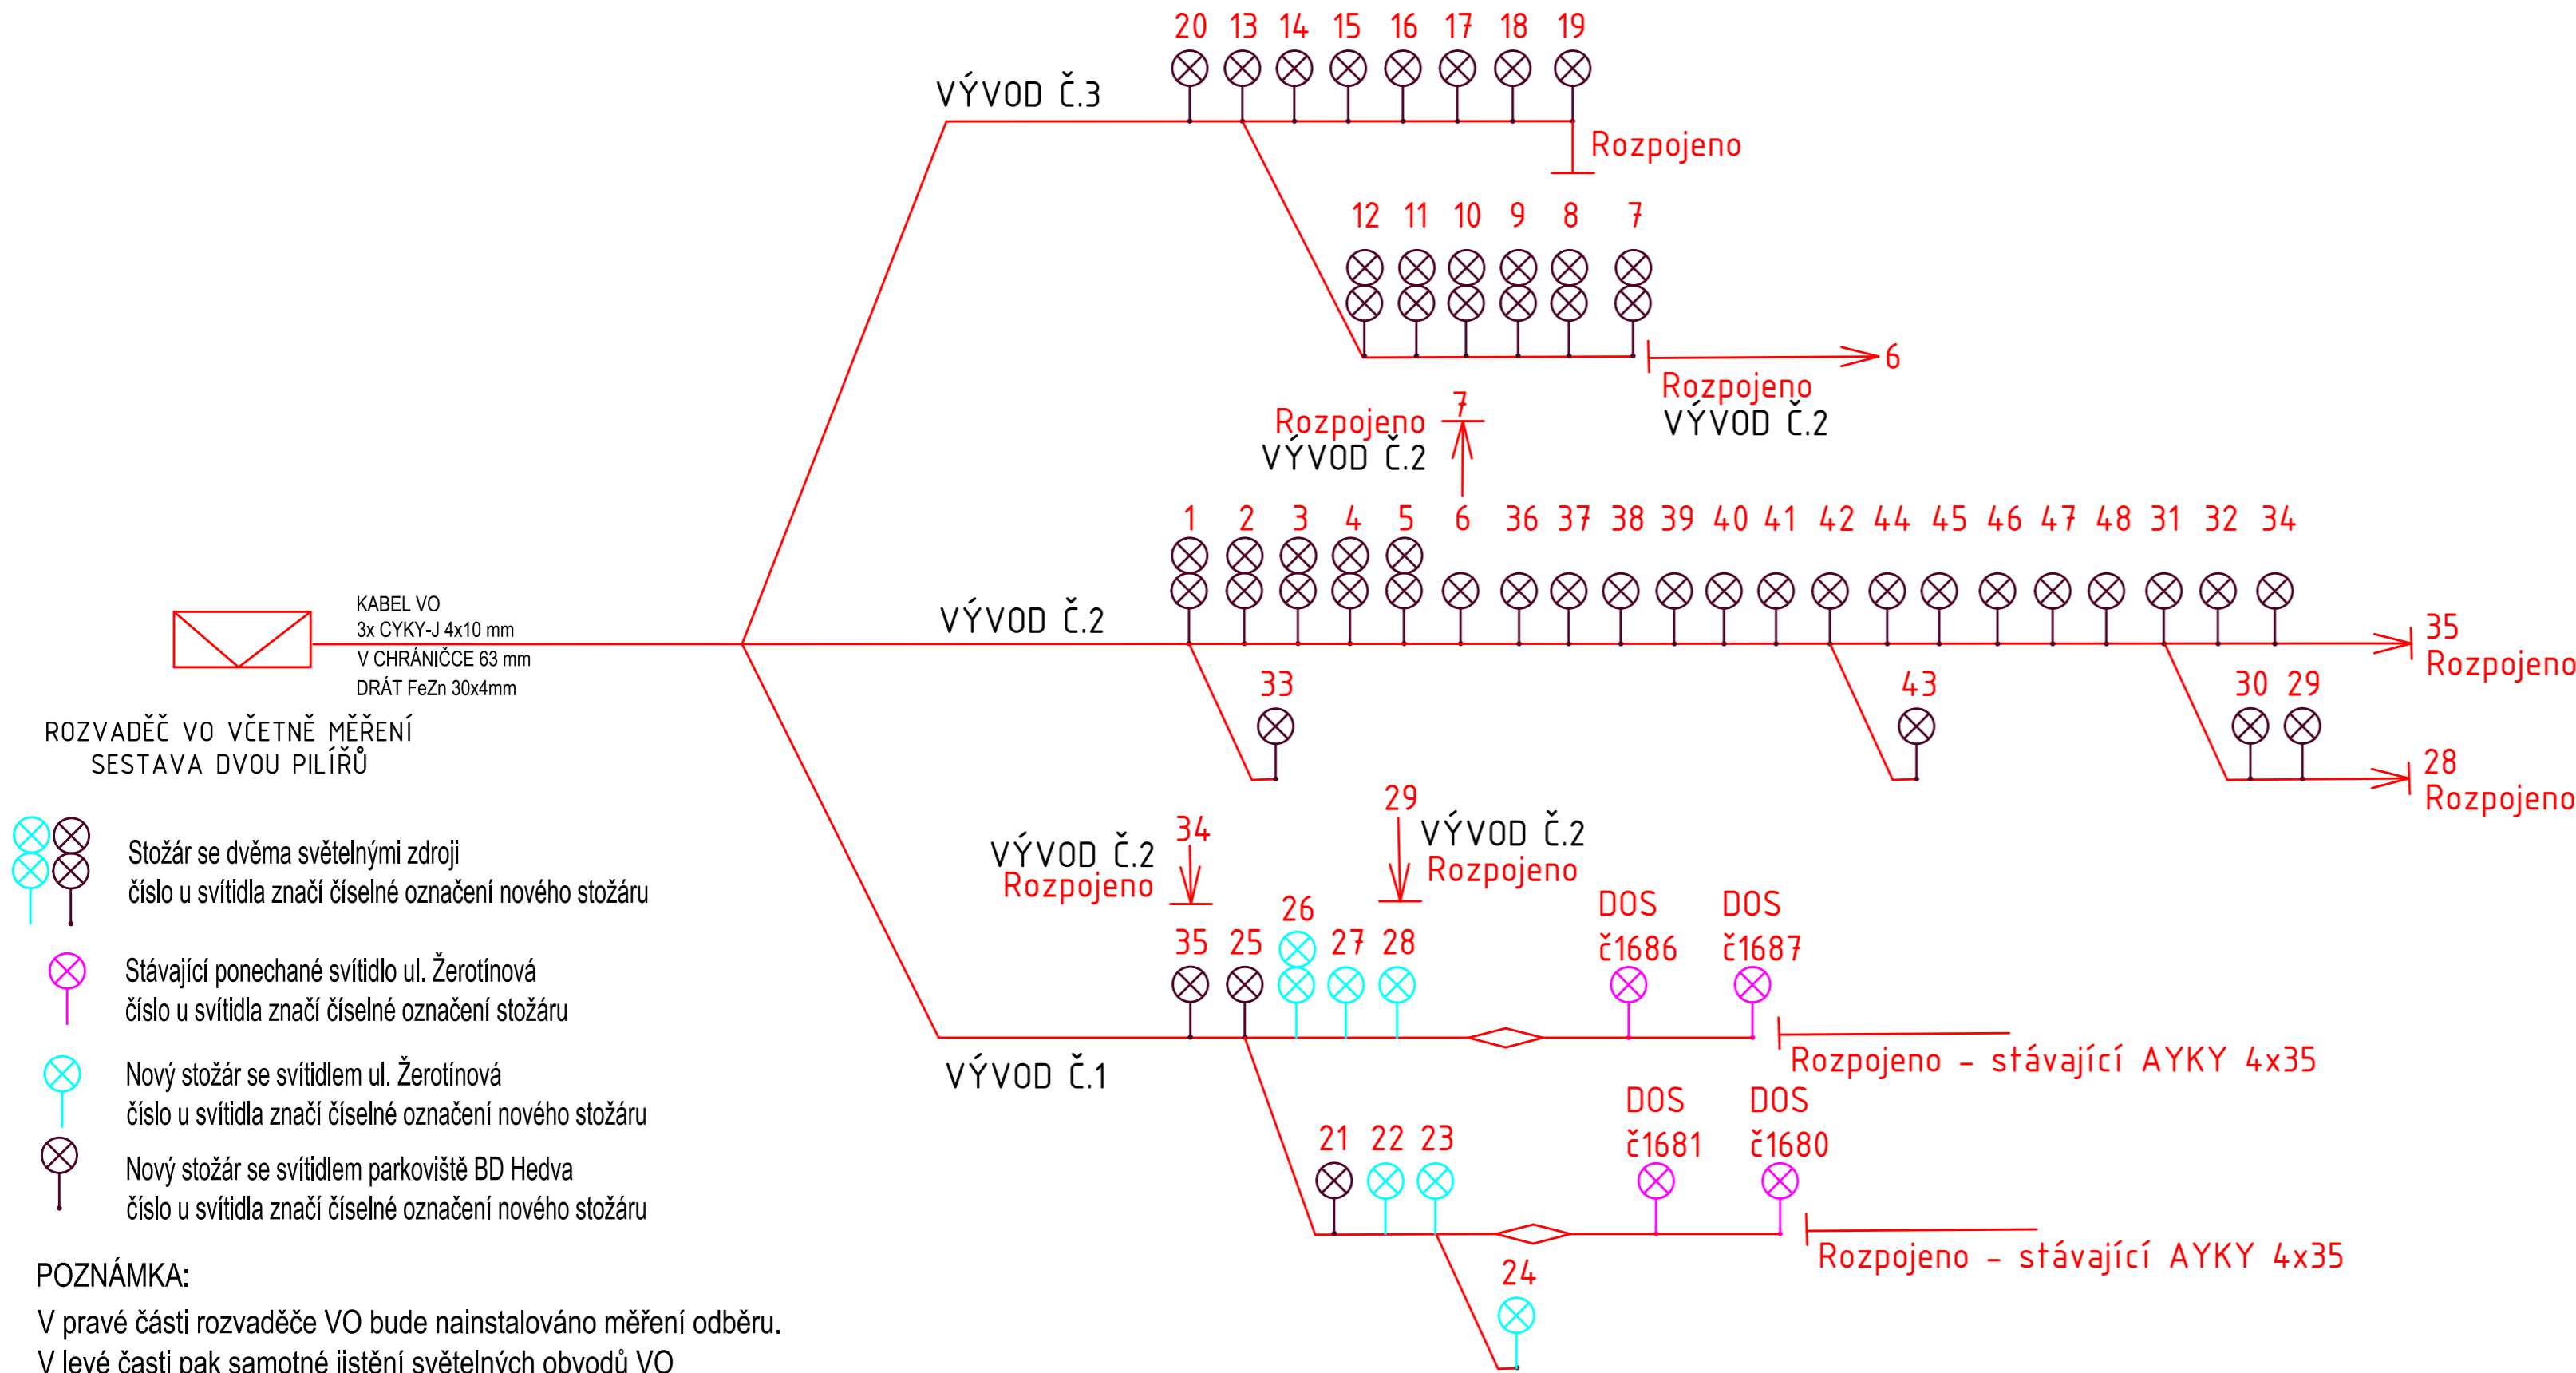 20 13 14 15 16 17 18 19
VÝVOD Č.3
Rozpojeno
12 11 10 9 8 7
6
Rozpojeno
VÝVOD Č.2
7
Rozpojeno
VÝVOD Č.2
1 2 3 4 5 6 36 37 38 39 40 41 42 44 45 46 47 48 31 32 34
VÝVOD Č.2
35
Rozpojeno
33
43
30 29
28
Rozpojeno
KABEL VO
3x CYKY-J 4x10 mm
V CHRÁNIČCE 63 mm
DRÁT FeZn 30x4mm
ROZVADĚČ VO VČETNĚ MĚŘENÍ
SESTAVA DVOU PILÍŘŮ
34
VÝVOD Č.2
Rozpojeno
29
VÝVOD Č.2
Rozpojeno
35 25 26 27 28
DOS
č1686
DOS
č1687
VÝVOD Č.1
Rozpojeno - stávající AYKY 4x35
21 22 23
DOS
č1681
DOS
č1680
Rozpojeno - stávající AYKY 4x35
24
Stožár se dvěma světelnými zdroji
číslo u svítidla značí číselné označení nového stožáru
Stávající ponechané svítidlo ul. Žerotínová
číslo u svítidla značí číselné označení stožáru
Nový stožár se svítidlem ul. Žerotínová
číslo u svítidla značí číselné označení nového stožáru
Nový stožár se svítidlem parkoviště BD Hedva
číslo u svítidla značí číselné označení nového stožáru
POZNÁMKA:
V pravé části rozvaděče VO bude nainstalováno měření odběru.
V levé časti pak samotné jistění světelných obvodů VO